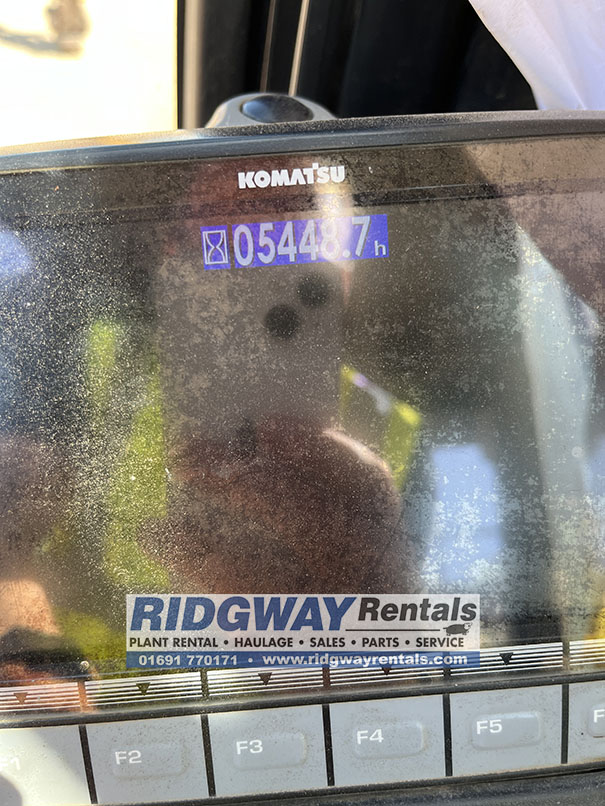 KOMATSU
05448.7 h
RIDGWAY Rentals
PLANT RENTAL • HAULAGE • SALES • PARTS • SERVICE
01691 770171 • www.ridgwayrentals.com
F1 F2 F3 F4 F5 F